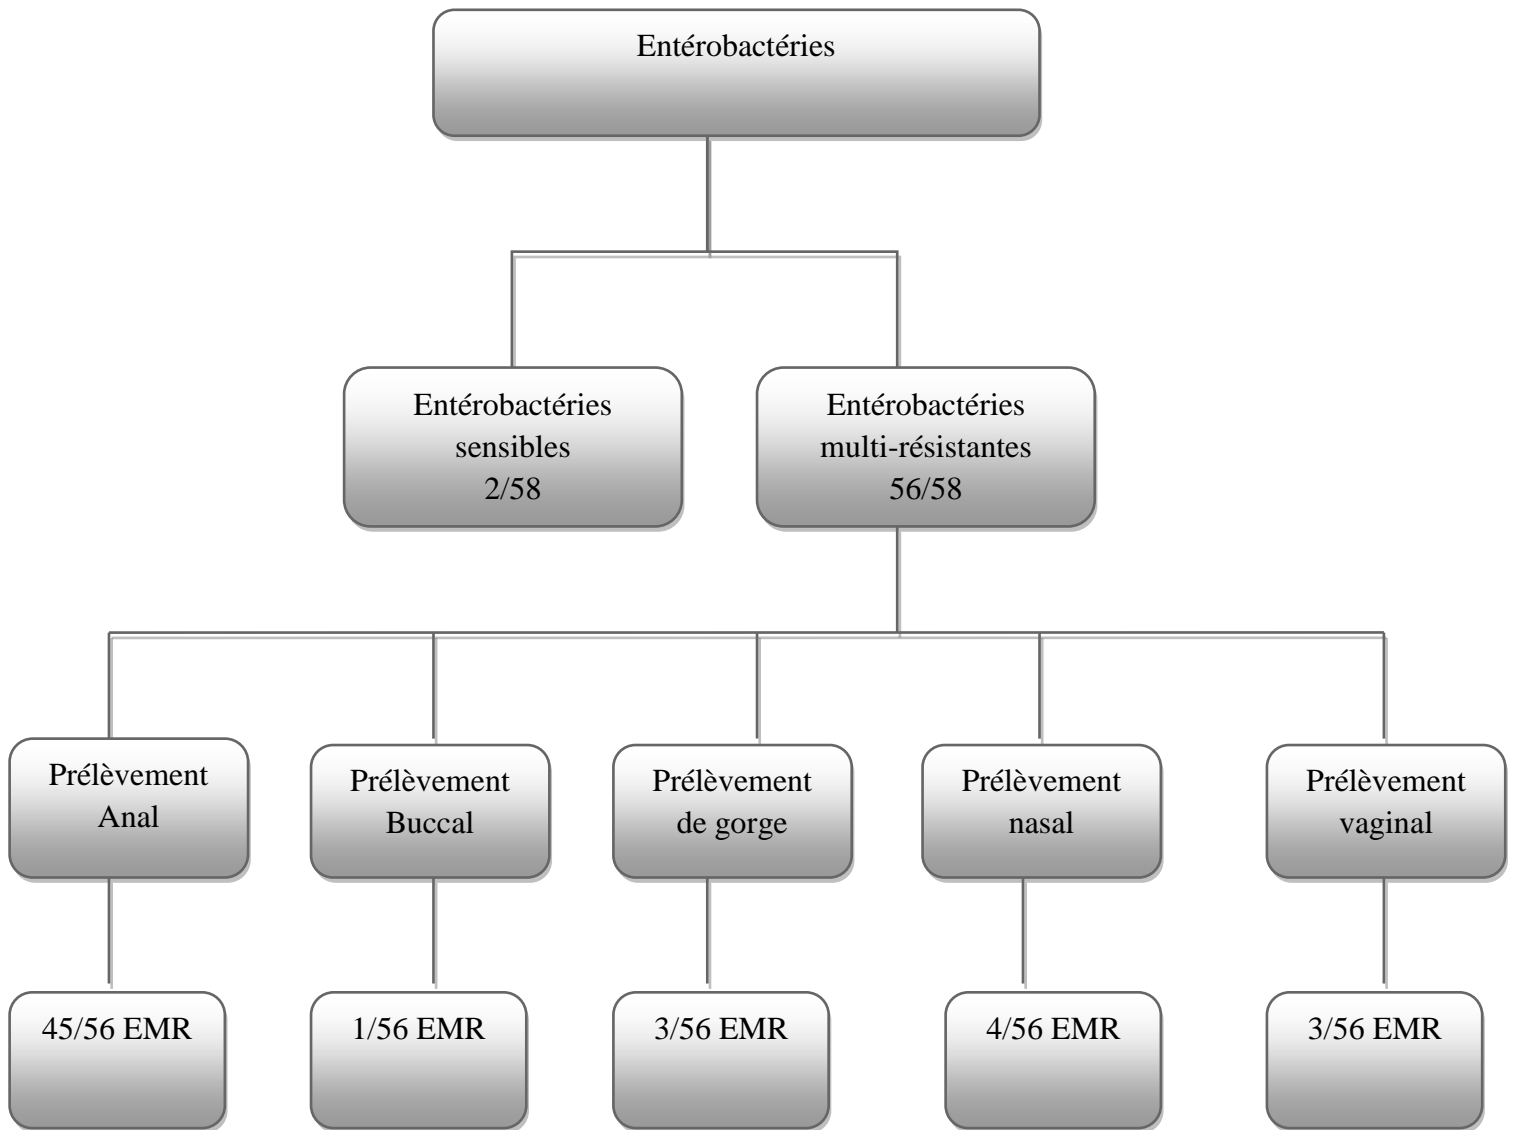 Entérobactéries
Entérobactéries
sensibles
2/58
Entérobactéries
multi-résistantes
56/58
Prélèvement
Anal
Prélèvement
Buccal
Prélèvement
de gorge
Prélèvement
nasal
Prélèvement
vaginal
45/56 EMR
1/56 EMR
3/56 EMR
4/56 EMR
3/56 EMR